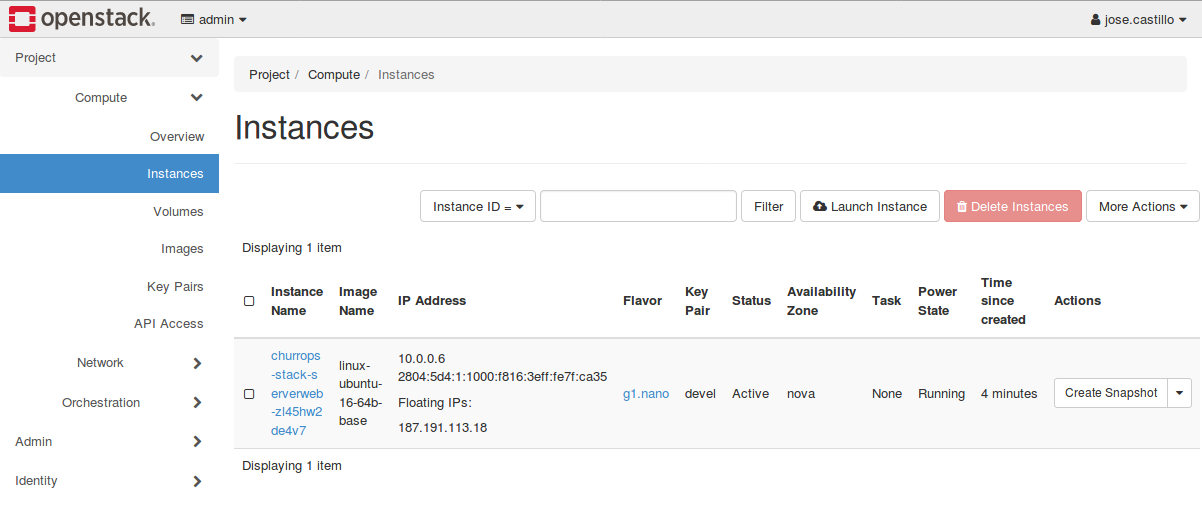 openstack. admin jose.castillo
Project
Compute
Overview
Instances
Volumes
Images
Key Pairs
API Access
Network
Orchestration
Admin
Identity
Project / Compute / Instances
Instances
Instance ID = Filter Launch Instance Delete Instances More Actions
Displaying 1 item
Instance Name
Image Name
IP Address
Flavor
Key Pair
Status
Availability Zone
Task
Power State
Time since created
Actions
churrops
-stack-s
erverweb
-zl45hw2
de4v7
linux-
ubuntu-
16-64b-
base
10.0.0.6
2804:5d4:1:1000:f816:3eff:fe7f:ca35
Floating IPs:
187.191.113.18
g1.nano
devel
Active
nova
None
Running
4 minutes
Create Snapshot
Displaying 1 item